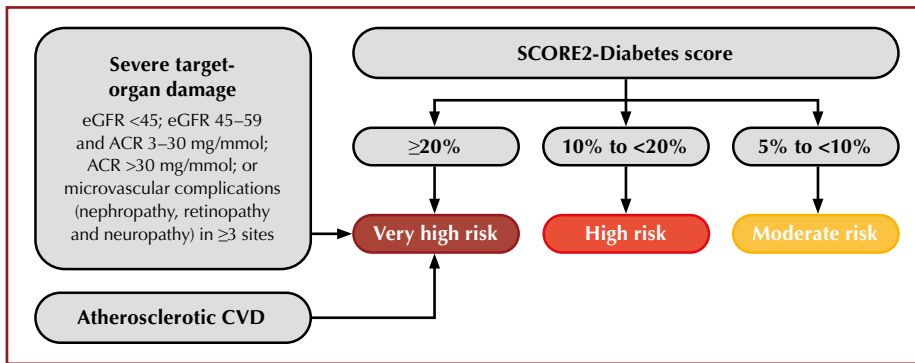 Severe target-
organ damage
eGFR <45; eGFR 45–59
and ACR 3–30 mg/mmol;
ACR >30 mg/mmol; or
microvascular complications
(nephropathy, retinopathy
and neuropathy) in ≥3 sites
Atherosclerotic CVD
SCORE2-Diabetes score
≥20%
10% to <20%
5% to <10%
Very high risk
High risk
Moderate risk